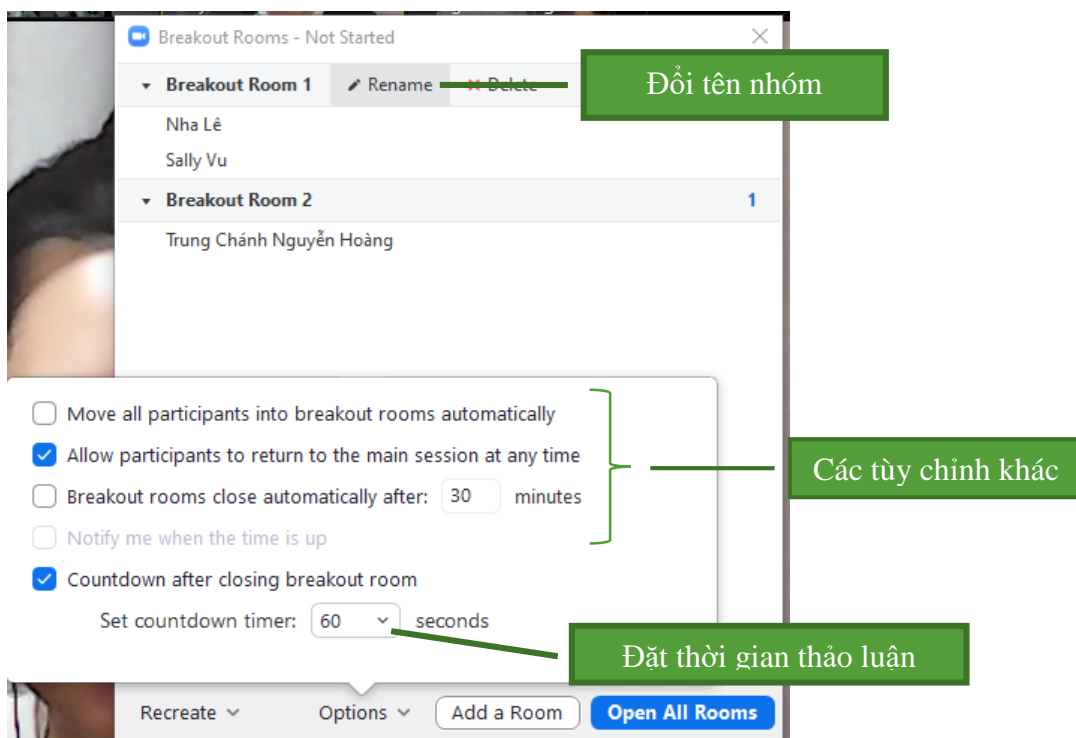 Breakout Rooms - Not Started
Breakout Room 1 Rename Delete
Đổi tên nhóm
Nha Lê
Sally Vu
Breakout Room 2 1
Trung Chánh Nguyễn Hoàng
Move all participants into breakout rooms automatically
Allow participants to return to the main session at any time
Các tùy chỉnh khác
Breakout rooms close automatically after: 30 minutes
Notify me when the time is up
Countdown after closing breakout room
Set countdown timer: 60 seconds
Đặt thời gian thảo luận
Recreate Options Add a Room Open All Rooms